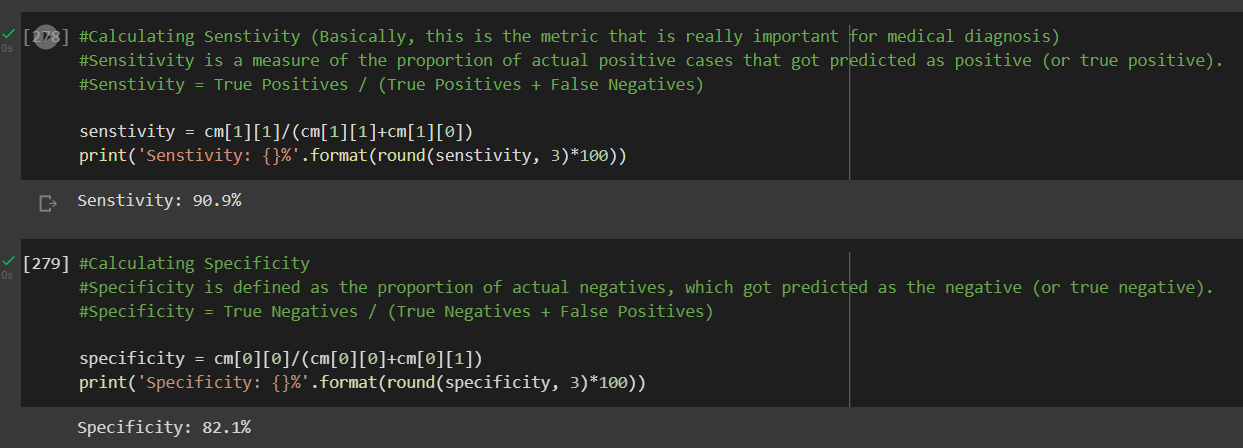 [278] #Calculating Senstivity (Basically, this is the metric that is really important for medical diagnosis)
0s
#Sensitivity is a measure of the proportion of actual positive cases that got predicted as positive (or true positive).
#Senstivity = True Positives / (True Positives + False Negatives)
senstivity = cm[1][1]/(cm[1][1]+cm[1][0])
print('Senstivity: {}%'.format(round(senstivity, 3)*100))
Senstivity: 90.9%
[279] #Calculating Specificity
0s
#Specificity is defined as the proportion of actual negatives, which got predicted as the negative (or true negative).
#Specificity = True Negatives / (True Negatives + False Positives)
specificity = cm[0][0]/(cm[0][0]+cm[0][1])
print('Specificity: {}%'.format(round(specificity, 3)*100))
Specificity: 82.1%